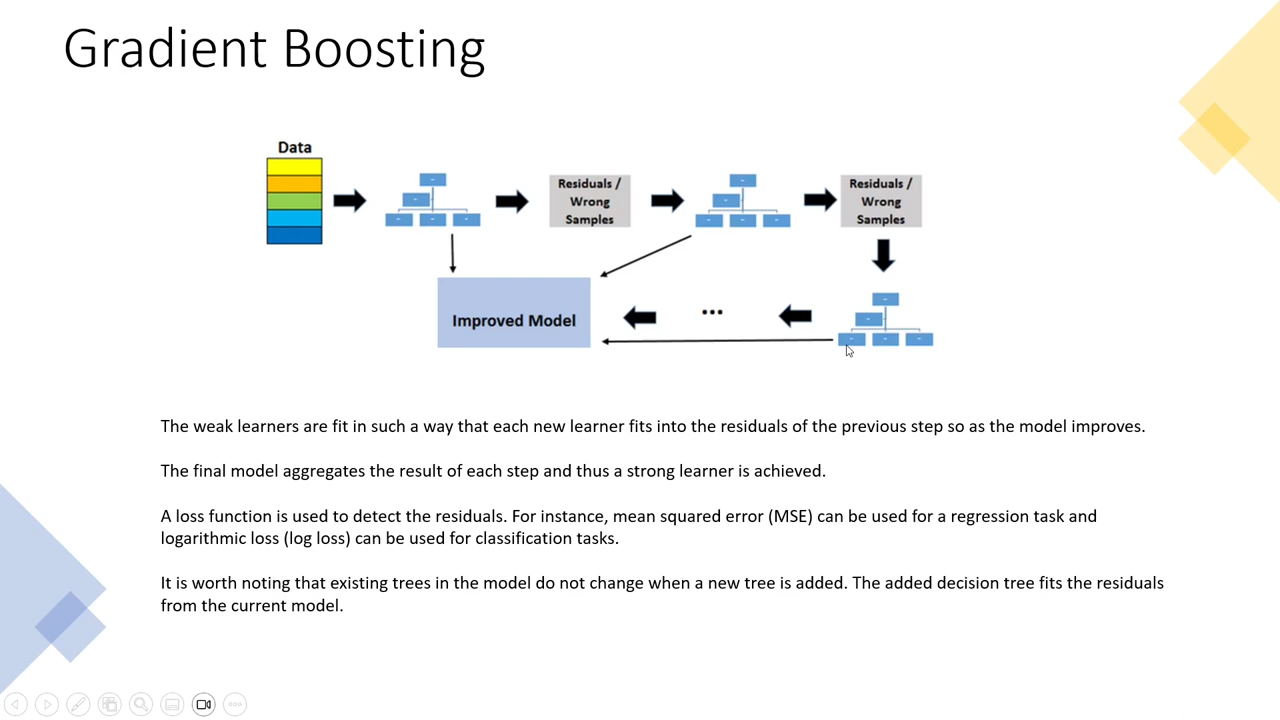 Gradient Boosting
Data
Residuals /
Wrong
Samples
Residuals /
Wrong
Samples
Improved Model
...
The weak learners are fit in such a way that each new learner fits into the residuals of the previous step so as the model improves.
The final model aggregates the result of each step and thus a strong learner is achieved.
A loss function is used to detect the residuals. For instance, mean squared error (MSE) can be used for a regression task and
logarithmic loss (log loss) can be used for classification tasks.
It is worth noting that existing trees in the model do not change when a new tree is added. The added decision tree fits the residuals
from the current model.